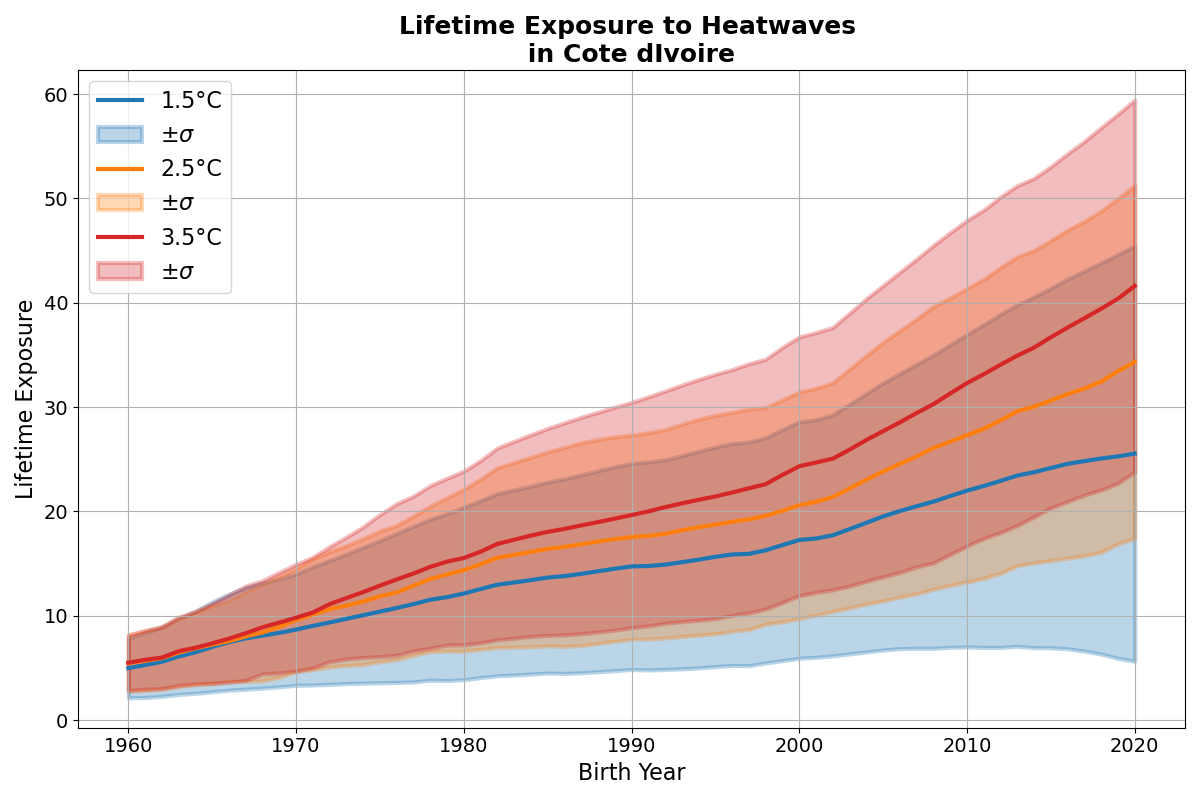 Lifetime Exposure to Heatwaves
in Cote dIvoire
1.5°C
±σ
2.5°C
±σ
3.5°C
±σ
Lifetime Exposure
60
50
40
30
20
10
0
1960 1970 1980 1990 2000 2010 2020
Birth Year